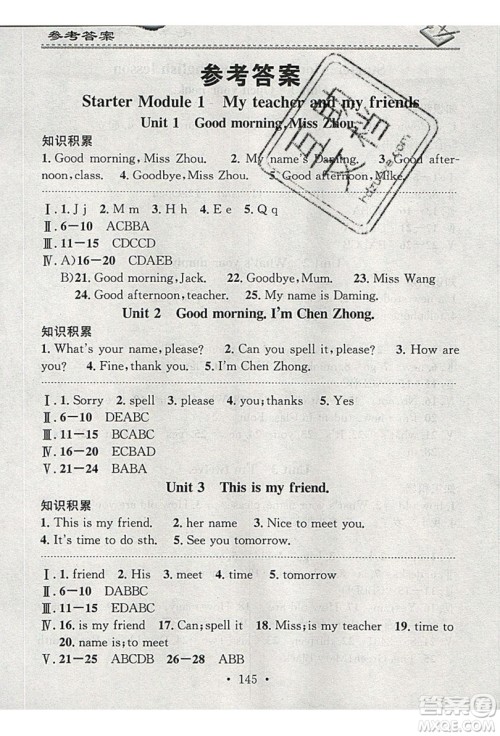 参考答案
参考答案
Starter Module 1 My teacher and my friends
Unit 1 Good morning, Miss Zhou.
知识积累
1. Good morning, Miss Zhou. 2. My name's Daming. 3. Good after-
noon, class. 4. Goodbye, Miss Zhou. 5. Good afternoon, Mike.
Ⅰ. 1. J j 2. M m 3. H h 4. E e 5. Q q
Ⅱ. 6－10 ACBBA
Ⅲ. 11－15 CDCCD
Ⅳ. A)16－20 CDAEB
B)21. Good morning, Jack. 22. Goodbye, Mum. 23. Miss Wang
24. Good afternoon, teacher. 25. My name is Daming.
Unit 2 Good morning. I'm Chen Zhong.
知识积累
1. What's your name, please? 2. Can you spell it, please? 3. How
are you? 4. Fine, thank you. 5. I'm Chen Zhong.
Ⅰ. 1. Sorry 2. spell 3. please 4. you; thanks 5. Yes
Ⅱ. 6－10 DEABC
Ⅲ. 11－15 BCABC
Ⅳ. 16－20 ECBAD
Ⅴ. 21－24 BABA
Unit 3 This is my friend.
知识积累
1. This is my friend. 2. her name 3. Nice to meet you.
4. It's time to do sth. 5. See you tomorrow.
Ⅰ. 1. friend 2. His 3. meet 4. time 5. tomorrow
Ⅱ. 6－10 DABBC
Ⅲ. 11－15 EDABC
Ⅳ. 16. is my friend 17. Can; spell it 18. Miss; is my teacher 19. time to
20. name is; to meet
Ⅴ. 21－25 ABCDB 26－28 ABB
· 145 ·